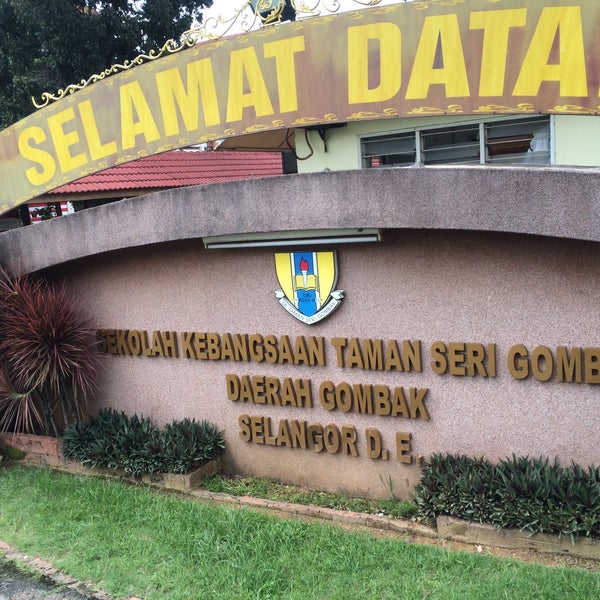 SELAMAT DATA
SEKOLAH KEBANGSAAN TAMAN SERI GOMB
DAERAH GOMBAK
SELANGOR D. E.